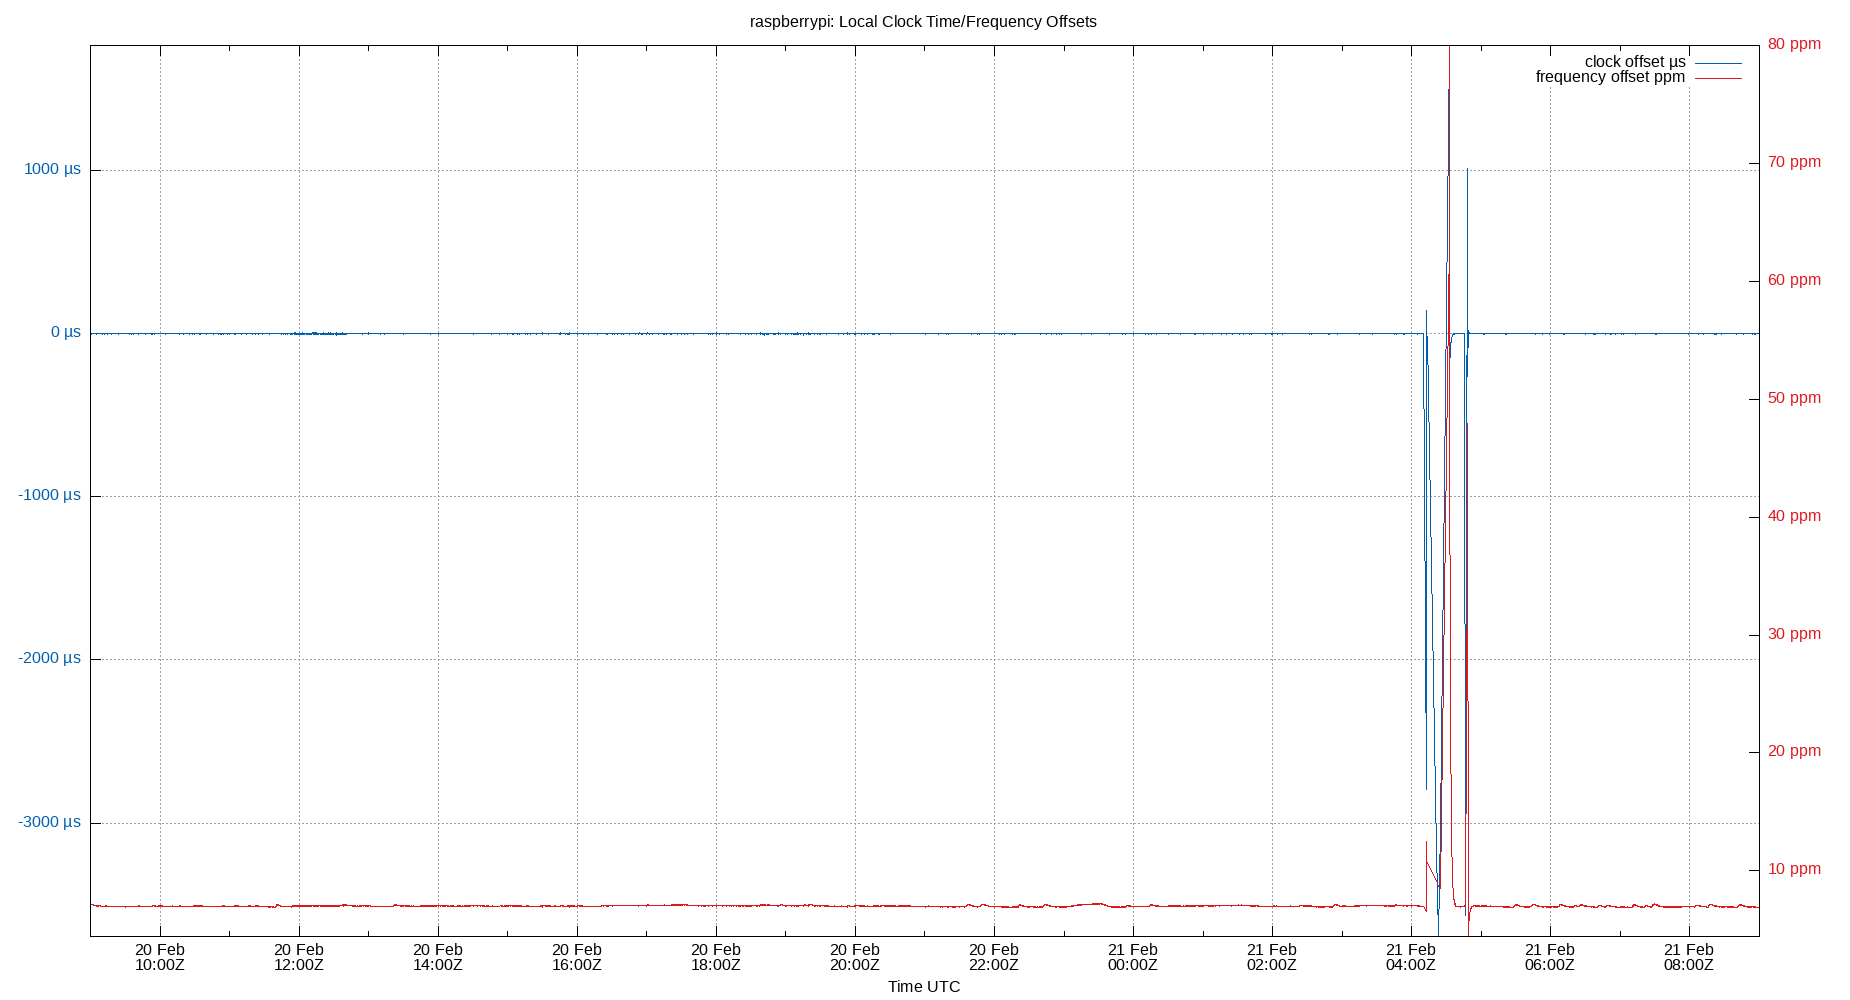 raspberrypi: Local Clock Time/Frequency Offsets
80 ppm
clock offset µs
frequency offset ppm
1000 µs
70 ppm
60 ppm
0 µs
50 ppm
-1000 µs
40 ppm
30 ppm
-2000 µs
20 ppm
-3000 µs
10 ppm
20 Feb 20 Feb 20 Feb 20 Feb 20 Feb 20 Feb 20 Feb 21 Feb 21 Feb 21 Feb 21 Feb 21 Feb
10:00Z 12:00Z 14:00Z 16:00Z 18:00Z 20:00Z 22:00Z 00:00Z 02:00Z 04:00Z 06:00Z 08:00Z
Time UTC